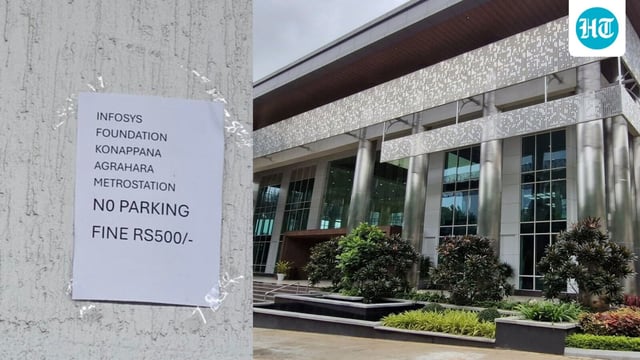 INFOSYS
FOUNDATION
KONAPPANA
AGRAHARA
METROSTATION
N0 PARKING
FINE RS500/-
HT